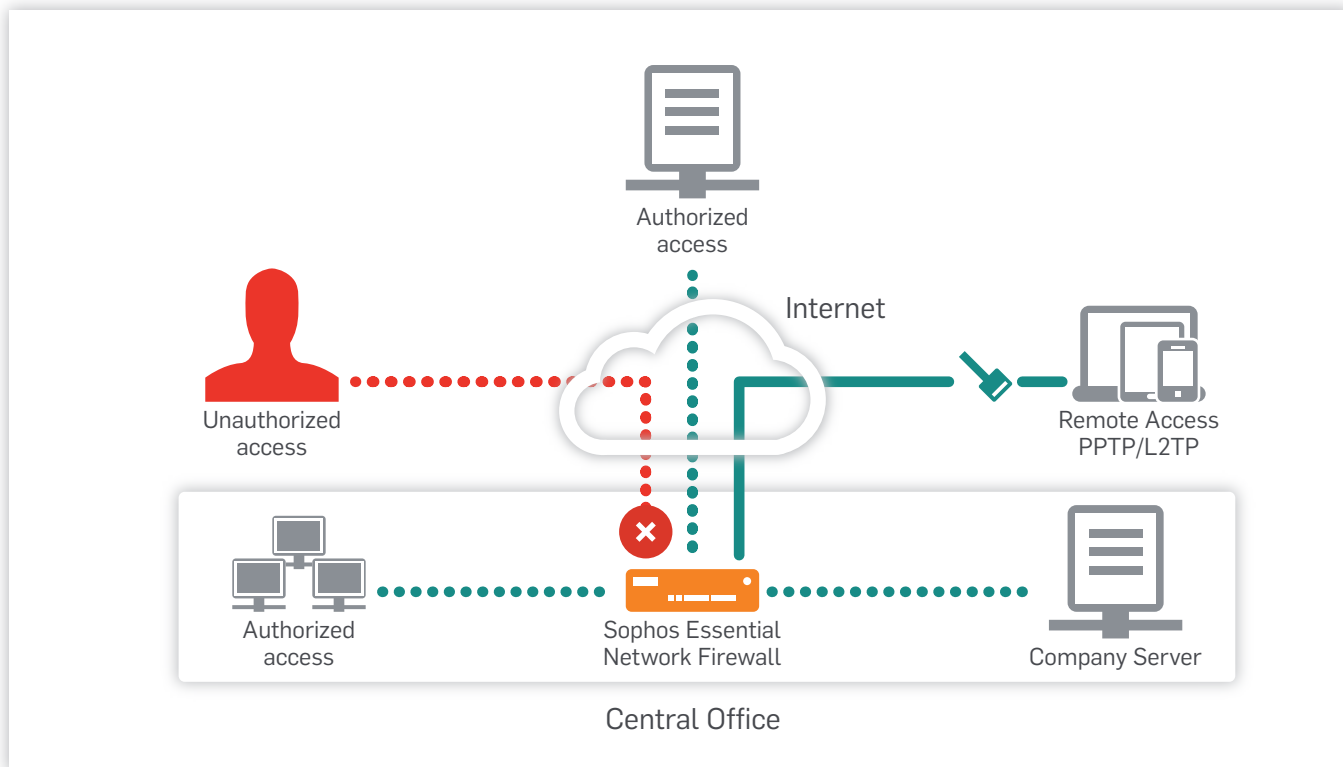 Authorized
access
Internet
Unauthorized
access
Remote Access
PPTP/L2TP
Authorized
access
Sophos Essential
Network Firewall
Company Server
Central Office